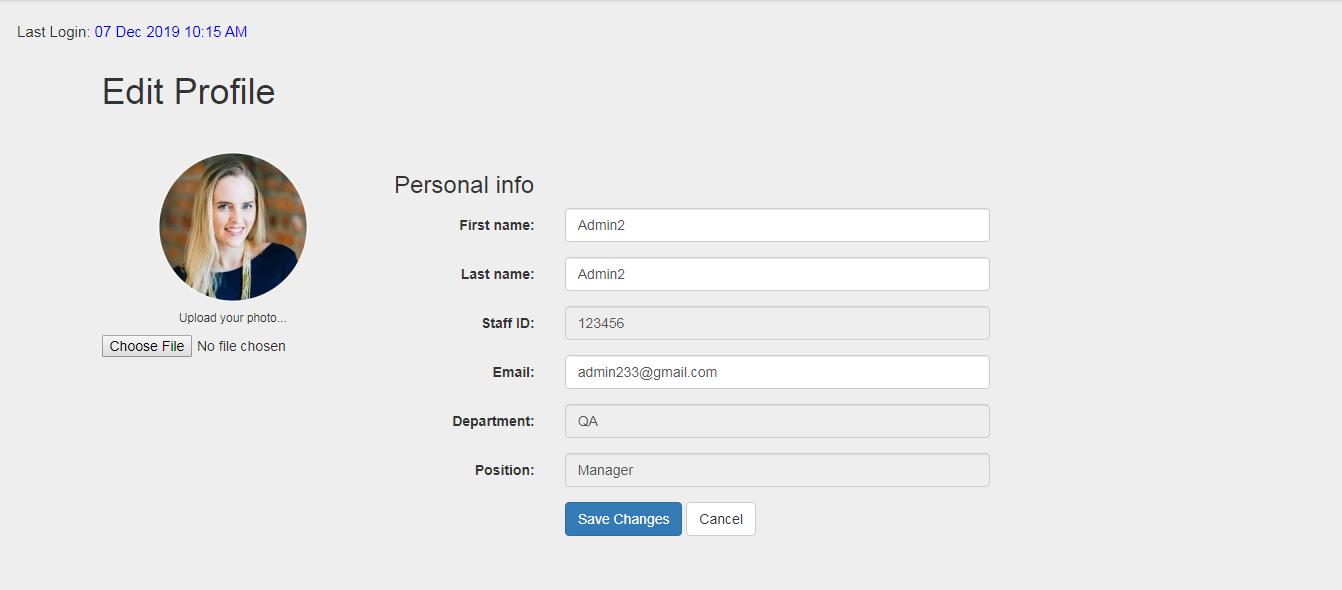 Last Login: 07 Dec 2019 10:15 AM
Edit Profile
Upload your photo...
Choose File No file chosen
Personal info
First name: Admin2
Last name: Admin2
Staff ID: 123456
Email: admin233@gmail.com
Department: QA
Position: Manager
Save Changes Cancel